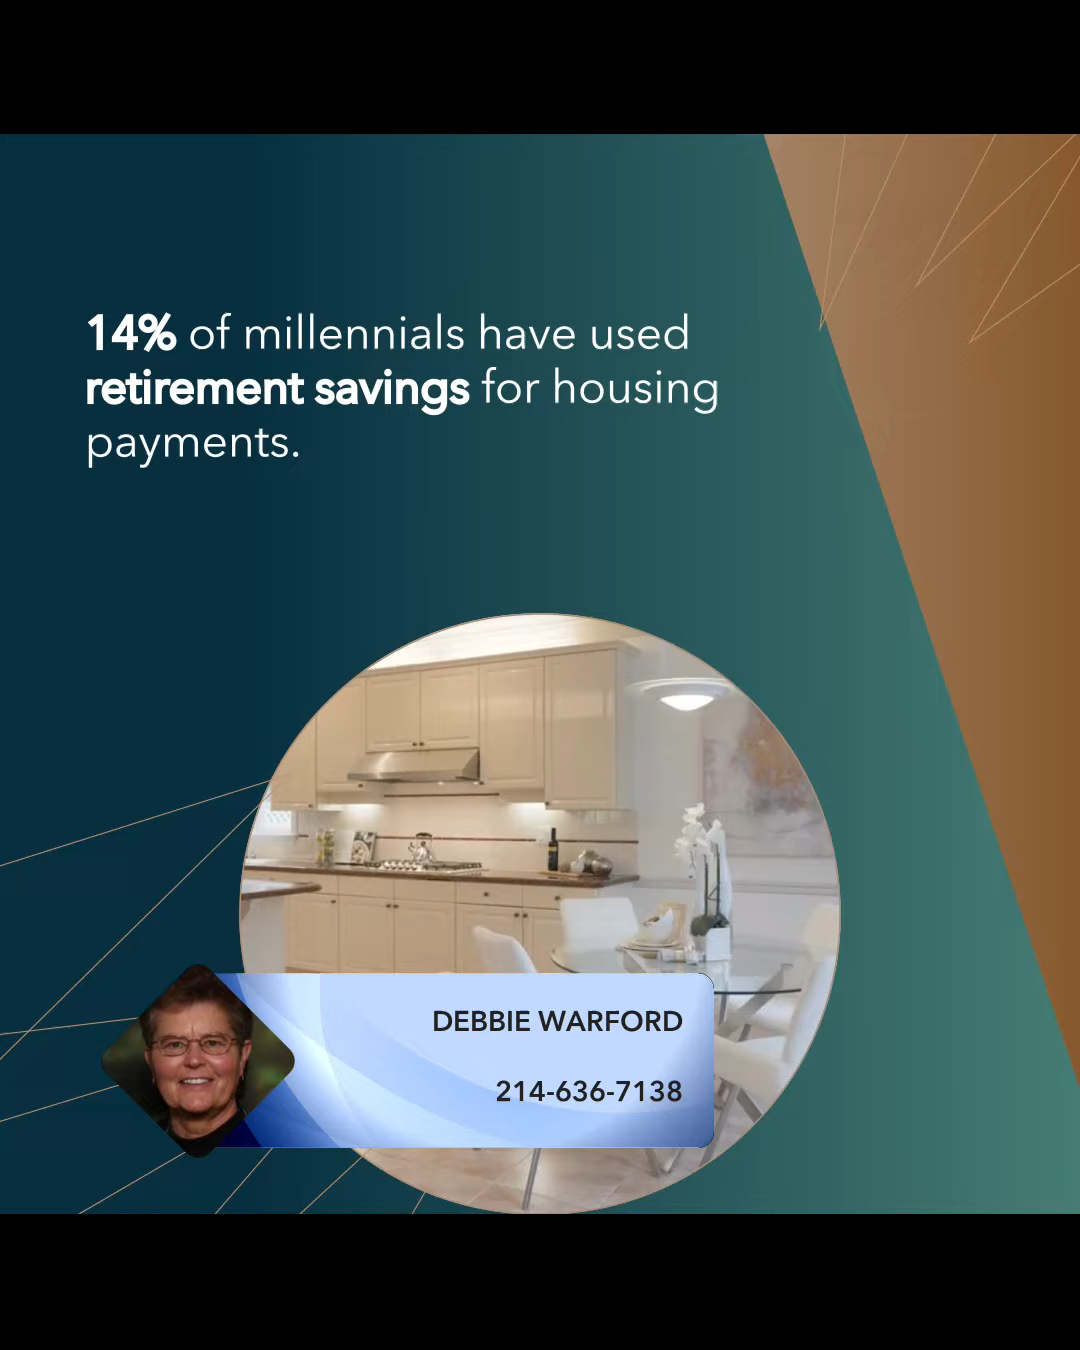 14% of millennials have used
retirement savings for housing
payments.
DEBBIE WARFORD
214-636-7138